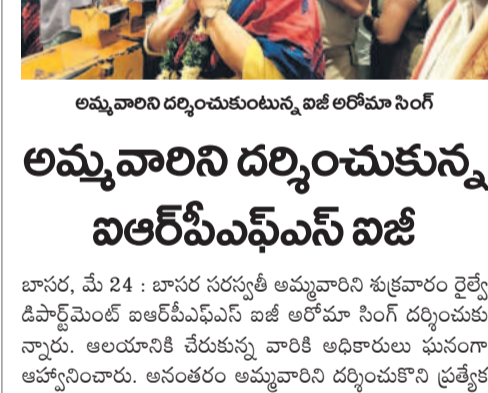 అమ్మవారిని దర్శించుకుంటున్న ఐజీ అరోమా సింగ్
అమ్మవారిని దర్శించుకున్న
ఐఆర్‌పీఎఫ్ఎస్ ఐజీ
బాసర, మే 24 : బాసర సరస్వతీ అమ్మవారిని శుక్రవారం రైల్వే
డిపార్ట్‌మెంట్ ఐఆర్‌పీఎఫ్ఎస్ ఐజీ అరోమా సింగ్ దర్శించుకు
న్నారు. ఆలయానికి చేరుకున్న వారికి అధికారులు ఘనంగా
ఆహ్వానించారు. అనంతరం అమ్మవారిని దర్శించుకొని ప్రత్యేక